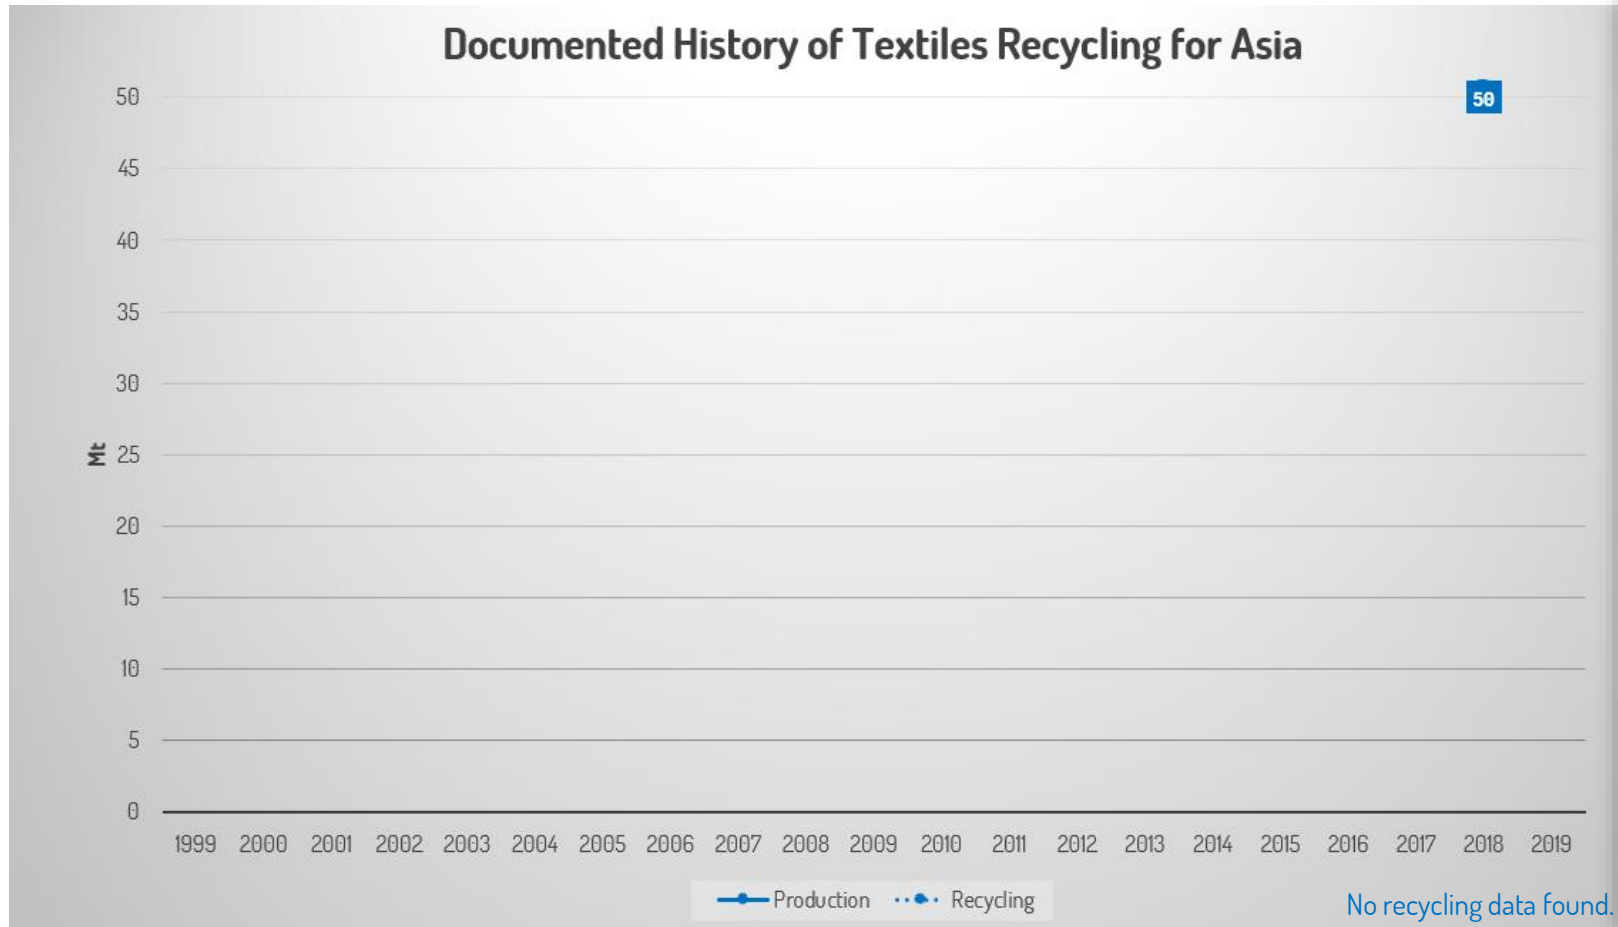 Documented History of Textiles Recycling for Asia
50
50
45
40
35
30
Mt
25
20
15
10
5
0
1999 2000 2001 2002 2003 2004 2005 2006 2007 2008 2009 2010 2011 2012 2013 2014 2015 2016 2017 2018 2019
Production Recycling
No recycling data found.